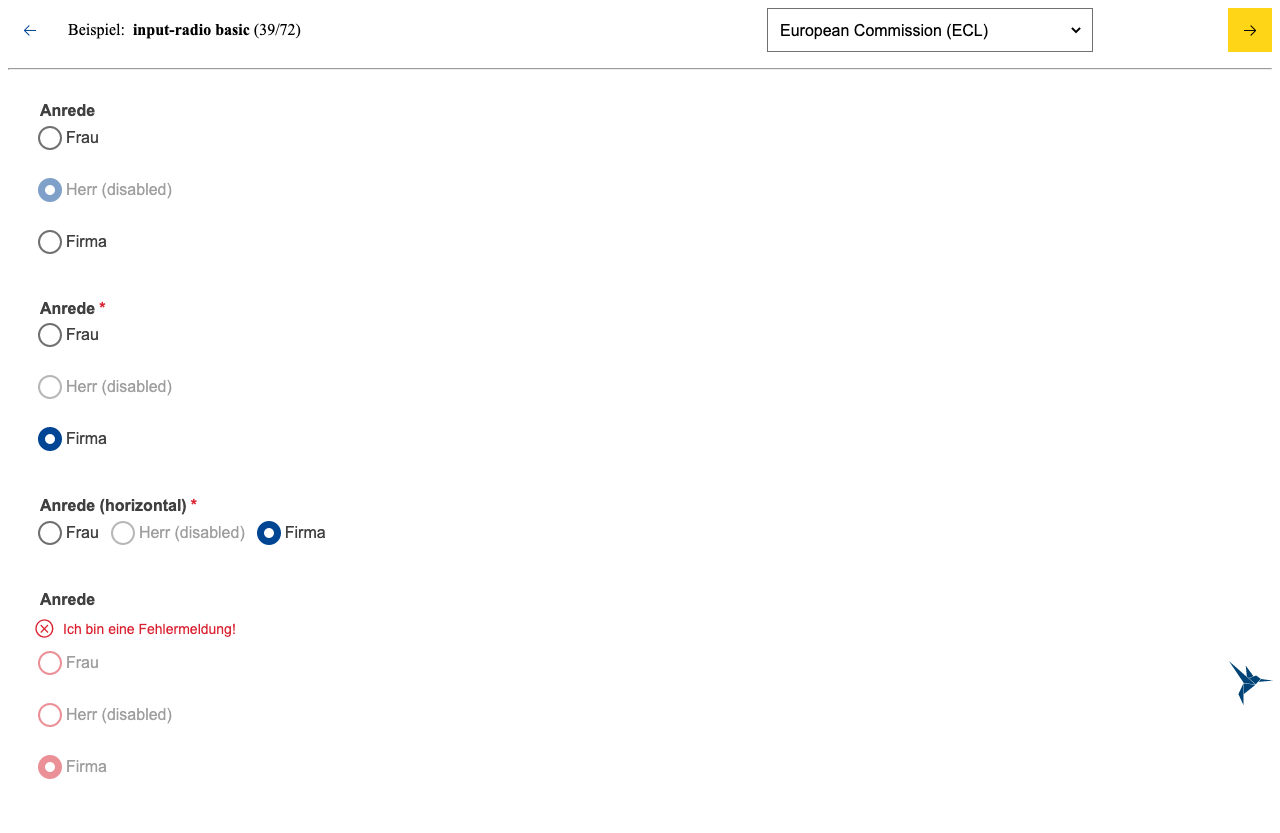 Beispiel: input-radio basic (39/72) European Commission (ECL)
Anrede
Frau
Herr (disabled)
Firma
Anrede *
Frau
Herr (disabled)
Firma
Anrede (horizontal) *
Frau Herr (disabled) Firma
Anrede
Ich bin eine Fehlermeldung!
Frau
Herr (disabled)
Firma